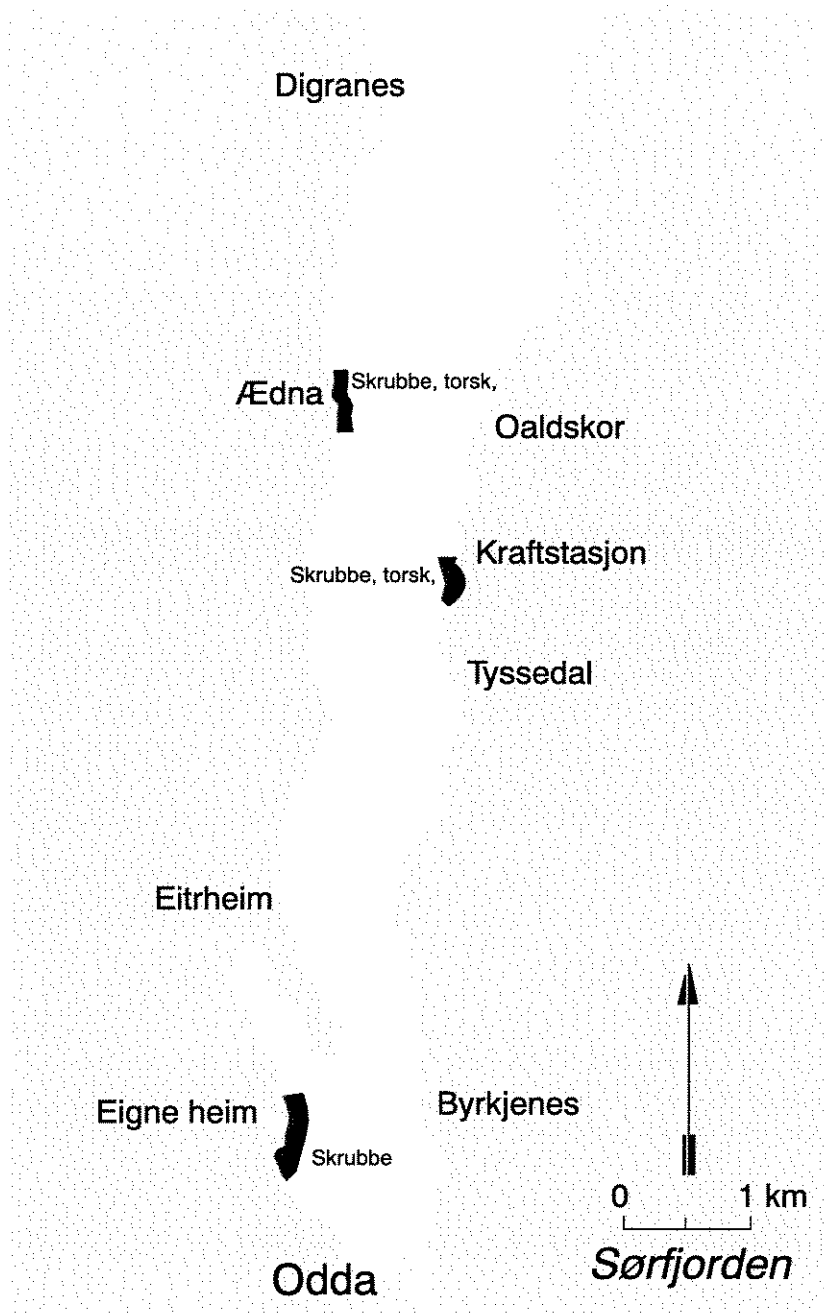 Digranes
Ædna
Skrubbe, torsk,
Oaldskor
Kraftstasjon
Skrubbe, torsk,
Tyssedal
Eitrheim
Eigne heim
Byrkjenes
Skrubbe
0 1 km
Sørfjorden
Odda